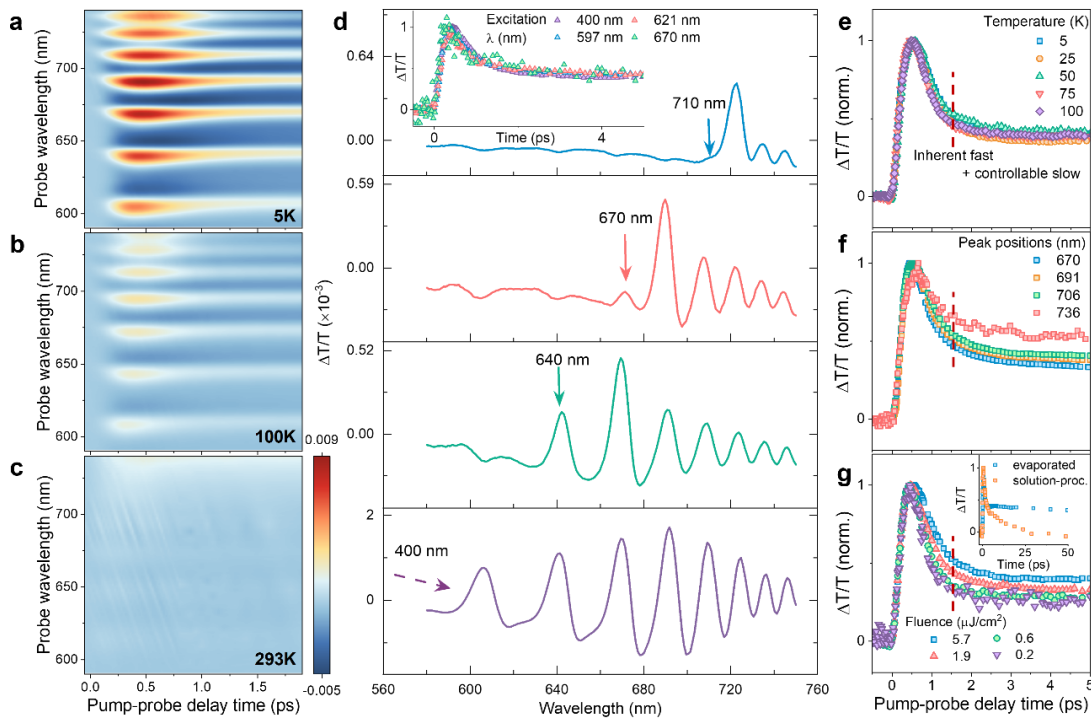 a
Probe wavelength (nm)
700
650
600
5K
b
Probe wavelength (nm)
700
650
600
100K
c
Probe wavelength (nm)
700
650
600
293K
0.0 0.5 1.0 1.5
Pump-probe delay time (ps)
0.009
-0.005
ΔT/T (×10⁻³)
d
0.64
0.00
0.59
0.00
0.52
0.00
2
0
ΔT/T
1
0
0 4
Time (ps)
Excitation
λ (nm)
400 nm
621 nm
597 nm
670 nm
710 nm
670 nm
640 nm
400 nm
560 600 640 680 720 760
Wavelength (nm)
e
ΔT/T (norm.)
1
0
Temperature (K)
5
25
50
75
100
Inherent fast
+ controllable slow
f
ΔT/T (norm.)
1
0
Peak positions (nm)
670
691
706
736
g
ΔT/T (norm.)
1
0
evaporated
solution-proc.
ΔT/T
1
0
0 25 50
Time (ps)
Fluence (μJ/cm²)
5.7 0.6
1.9 0.2
0 1 2 3 4 5
Pump-probe delay time (ps)